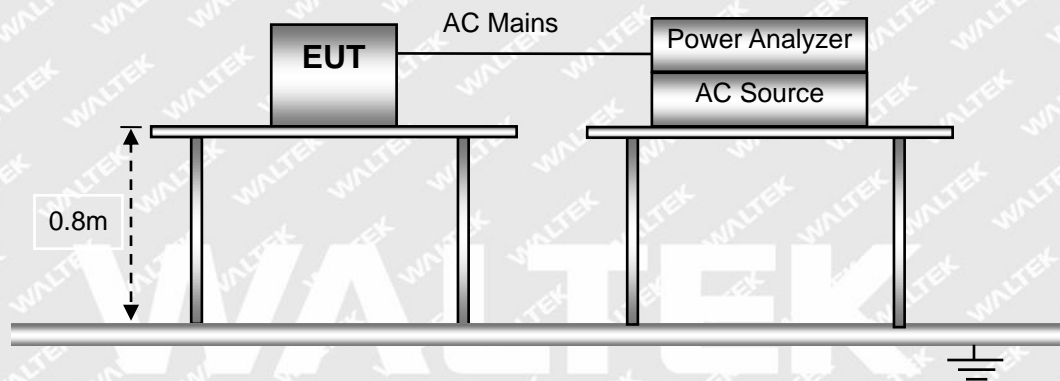 AC Mains
EUT
Power Analyzer
AC Source
0.8m
WALTEK